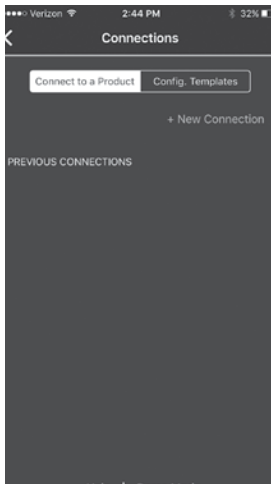 Verizon 2:44 PM 32%
Connections
Connect to a Product Config. Templates
+ New Connection
PREVIOUS CONNECTIONS